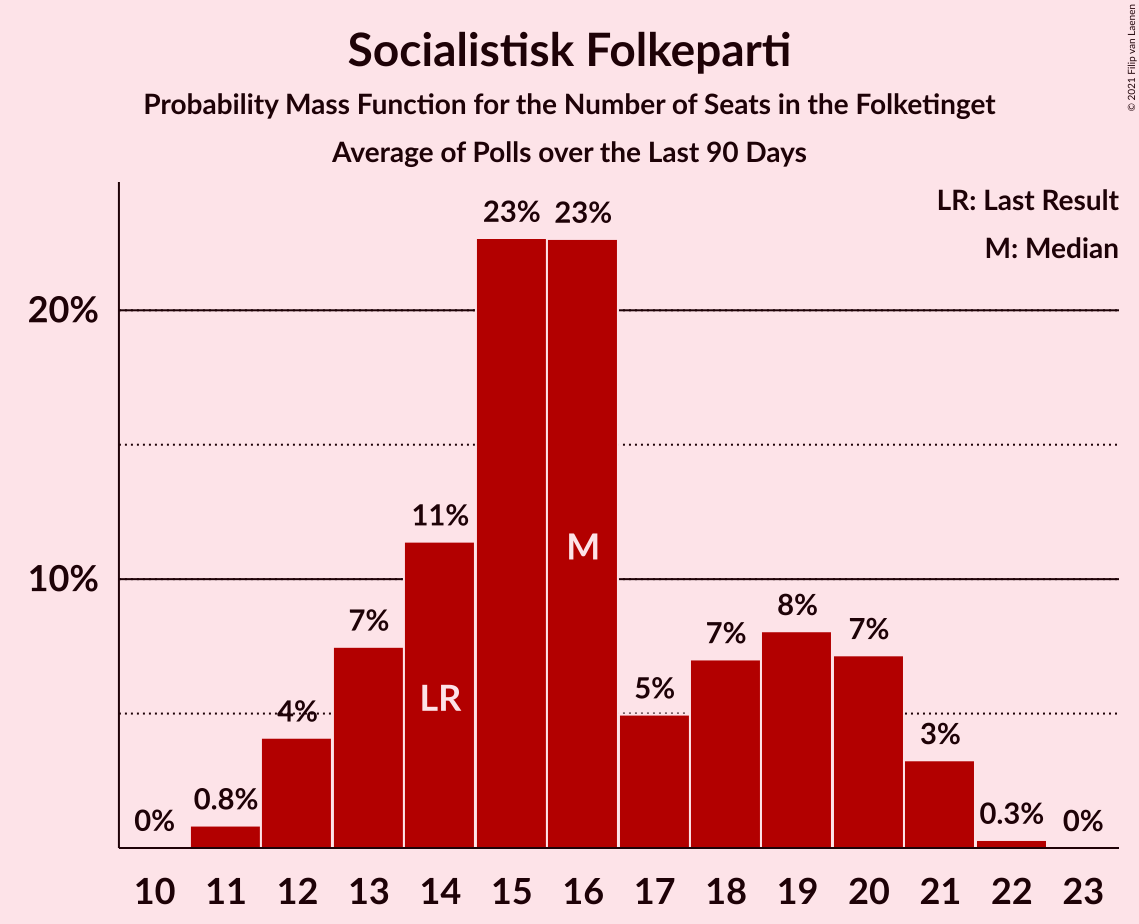 Socialistisk Folkeparti
Probability Mass Function for the Number of Seats in the Folketinget
Average of Polls over the Last 90 Days
© 2021 Filip van Laenen
LR: Last Result
M: Median
23% 23%
20%
11%
M
10%
8%
7% 7% 7%
LR 5%
4%
3%
0% 0.8% 0.3% 0%
10 11 12 13 14 15 16 17 18 19 20 21 22 23